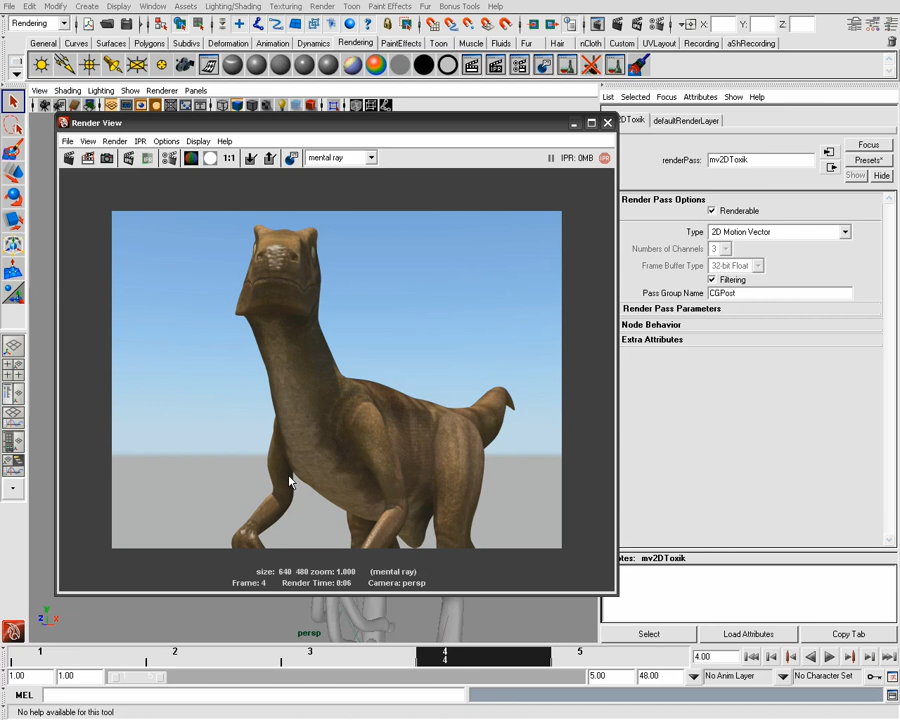 File Edit Modify Create Display Window Assets Lighting/Shading Texturing Render Toon Paint Effects Fur Bonus Tools Help
Rendering X: Y: Z:
General Curves Surfaces Polygons Subdivs Deformation Animation Dynamics Rendering PaintEffects Toon Muscle Fluids Fur Hair nCloth Custom UVLayout Recording aShRecording
View Shading Lighting Show Renderer Panels
List Selected Focus Attributes Show Help
Render View
2DToxik defaultRenderLayer
File View Render IPR Options Display Help
1:1 mental ray IPR: 0MB
renderPass: mv2DToxik
Focus
Presets*
Show Hide
Render Pass Options
Renderable
Type 2D Motion Vector
Numbers of Channels 3
Frame Buffer Type 32-bit Float
Filtering
Pass Group Name CGPost
Render Pass Parameters
Node Behavior
Extra Attributes
size: 640 480 zoom: 1.000 (mental ray)
Frame: 4 Render Time: 0:06 Camera: persp
mv2DToxik
persp
Select Load Attributes Copy Tab
1 2 3 4 5
4
4.00
1.00 1.00 5.00 48.00 No Anim Layer No Character Set
MEL
No help available for this tool